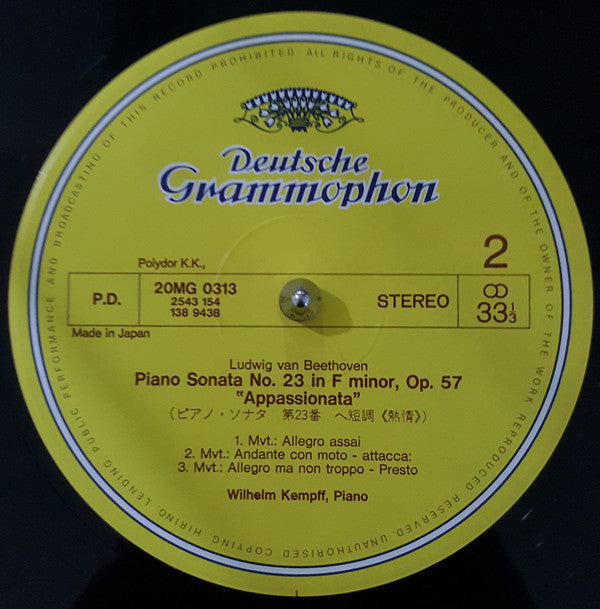 Deutsche
Grammophon
2
Polydor K.K.,
P.D.
20MG 0313
2543 154
138 9438
STEREO
33⅓
Made in Japan
Ludwig van Beethoven
Piano Sonata No. 23 in F minor, Op. 57
"Appassionata"
(ピアノ・ソナタ 第23番 ヘ短調《熱情》)
1. Mvt.: Allegro assai
2. Mvt.: Andante con moto - attacca:
3. Mvt.: Allegro ma non troppo - Presto
Wilhelm Kempff, Piano
ALL RIGHTS OF THE PRODUCER AND OF THE OWNER OF THE WORK REPRODUCED RESERVED. UNAUTHORISED COPYING, HIRING, LENDING, PUBLIC PERFORMANCE AND BROADCASTING OF THIS RECORD PROHIBITED·